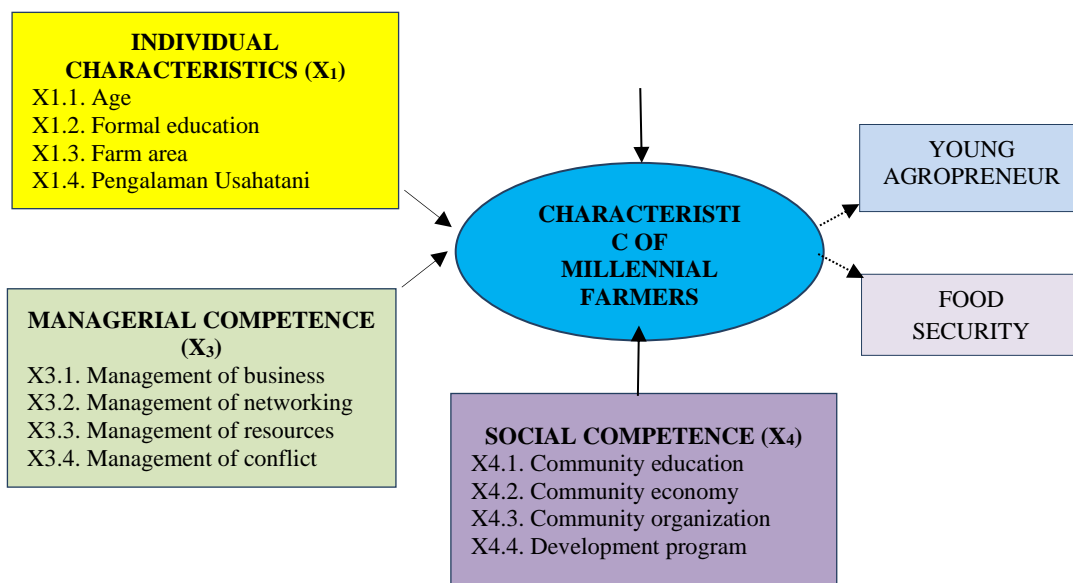 INDIVIDUAL
CHARACTERISTICS (X₁)
X1.1. Age
X1.2. Formal education
X1.3. Farm area
X1.4. Pengalaman Usahatani
MANAGERIAL COMPETENCE
(X₃)
X3.1. Management of business
X3.2. Management of networking
X3.3. Management of resources
X3.4. Management of conflict
CHARACTERISTI
C OF
MILLENNIAL
FARMERS
SOCIAL COMPETENCE (X₄)
X4.1. Community education
X4.2. Community economy
X4.3. Community organization
X4.4. Development program
YOUNG
AGROPRENEUR
FOOD
SECURITY